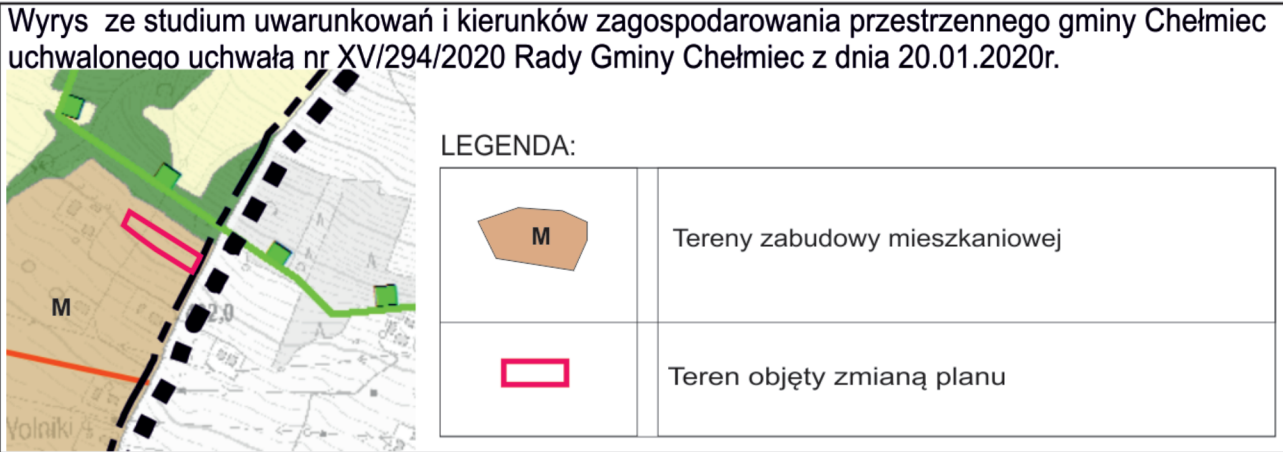 Wyrys ze studium uwarunkowań i kierunków zagospodarowania przestrzennego gminy Chełmiec
uchwalonego uchwałą nr XV/294/2020 Rady Gminy Chełmiec z dnia 20.01.2020r.
LEGENDA:
M
Tereny zabudowy mieszkaniowej
Teren objęty zmianą planu
M